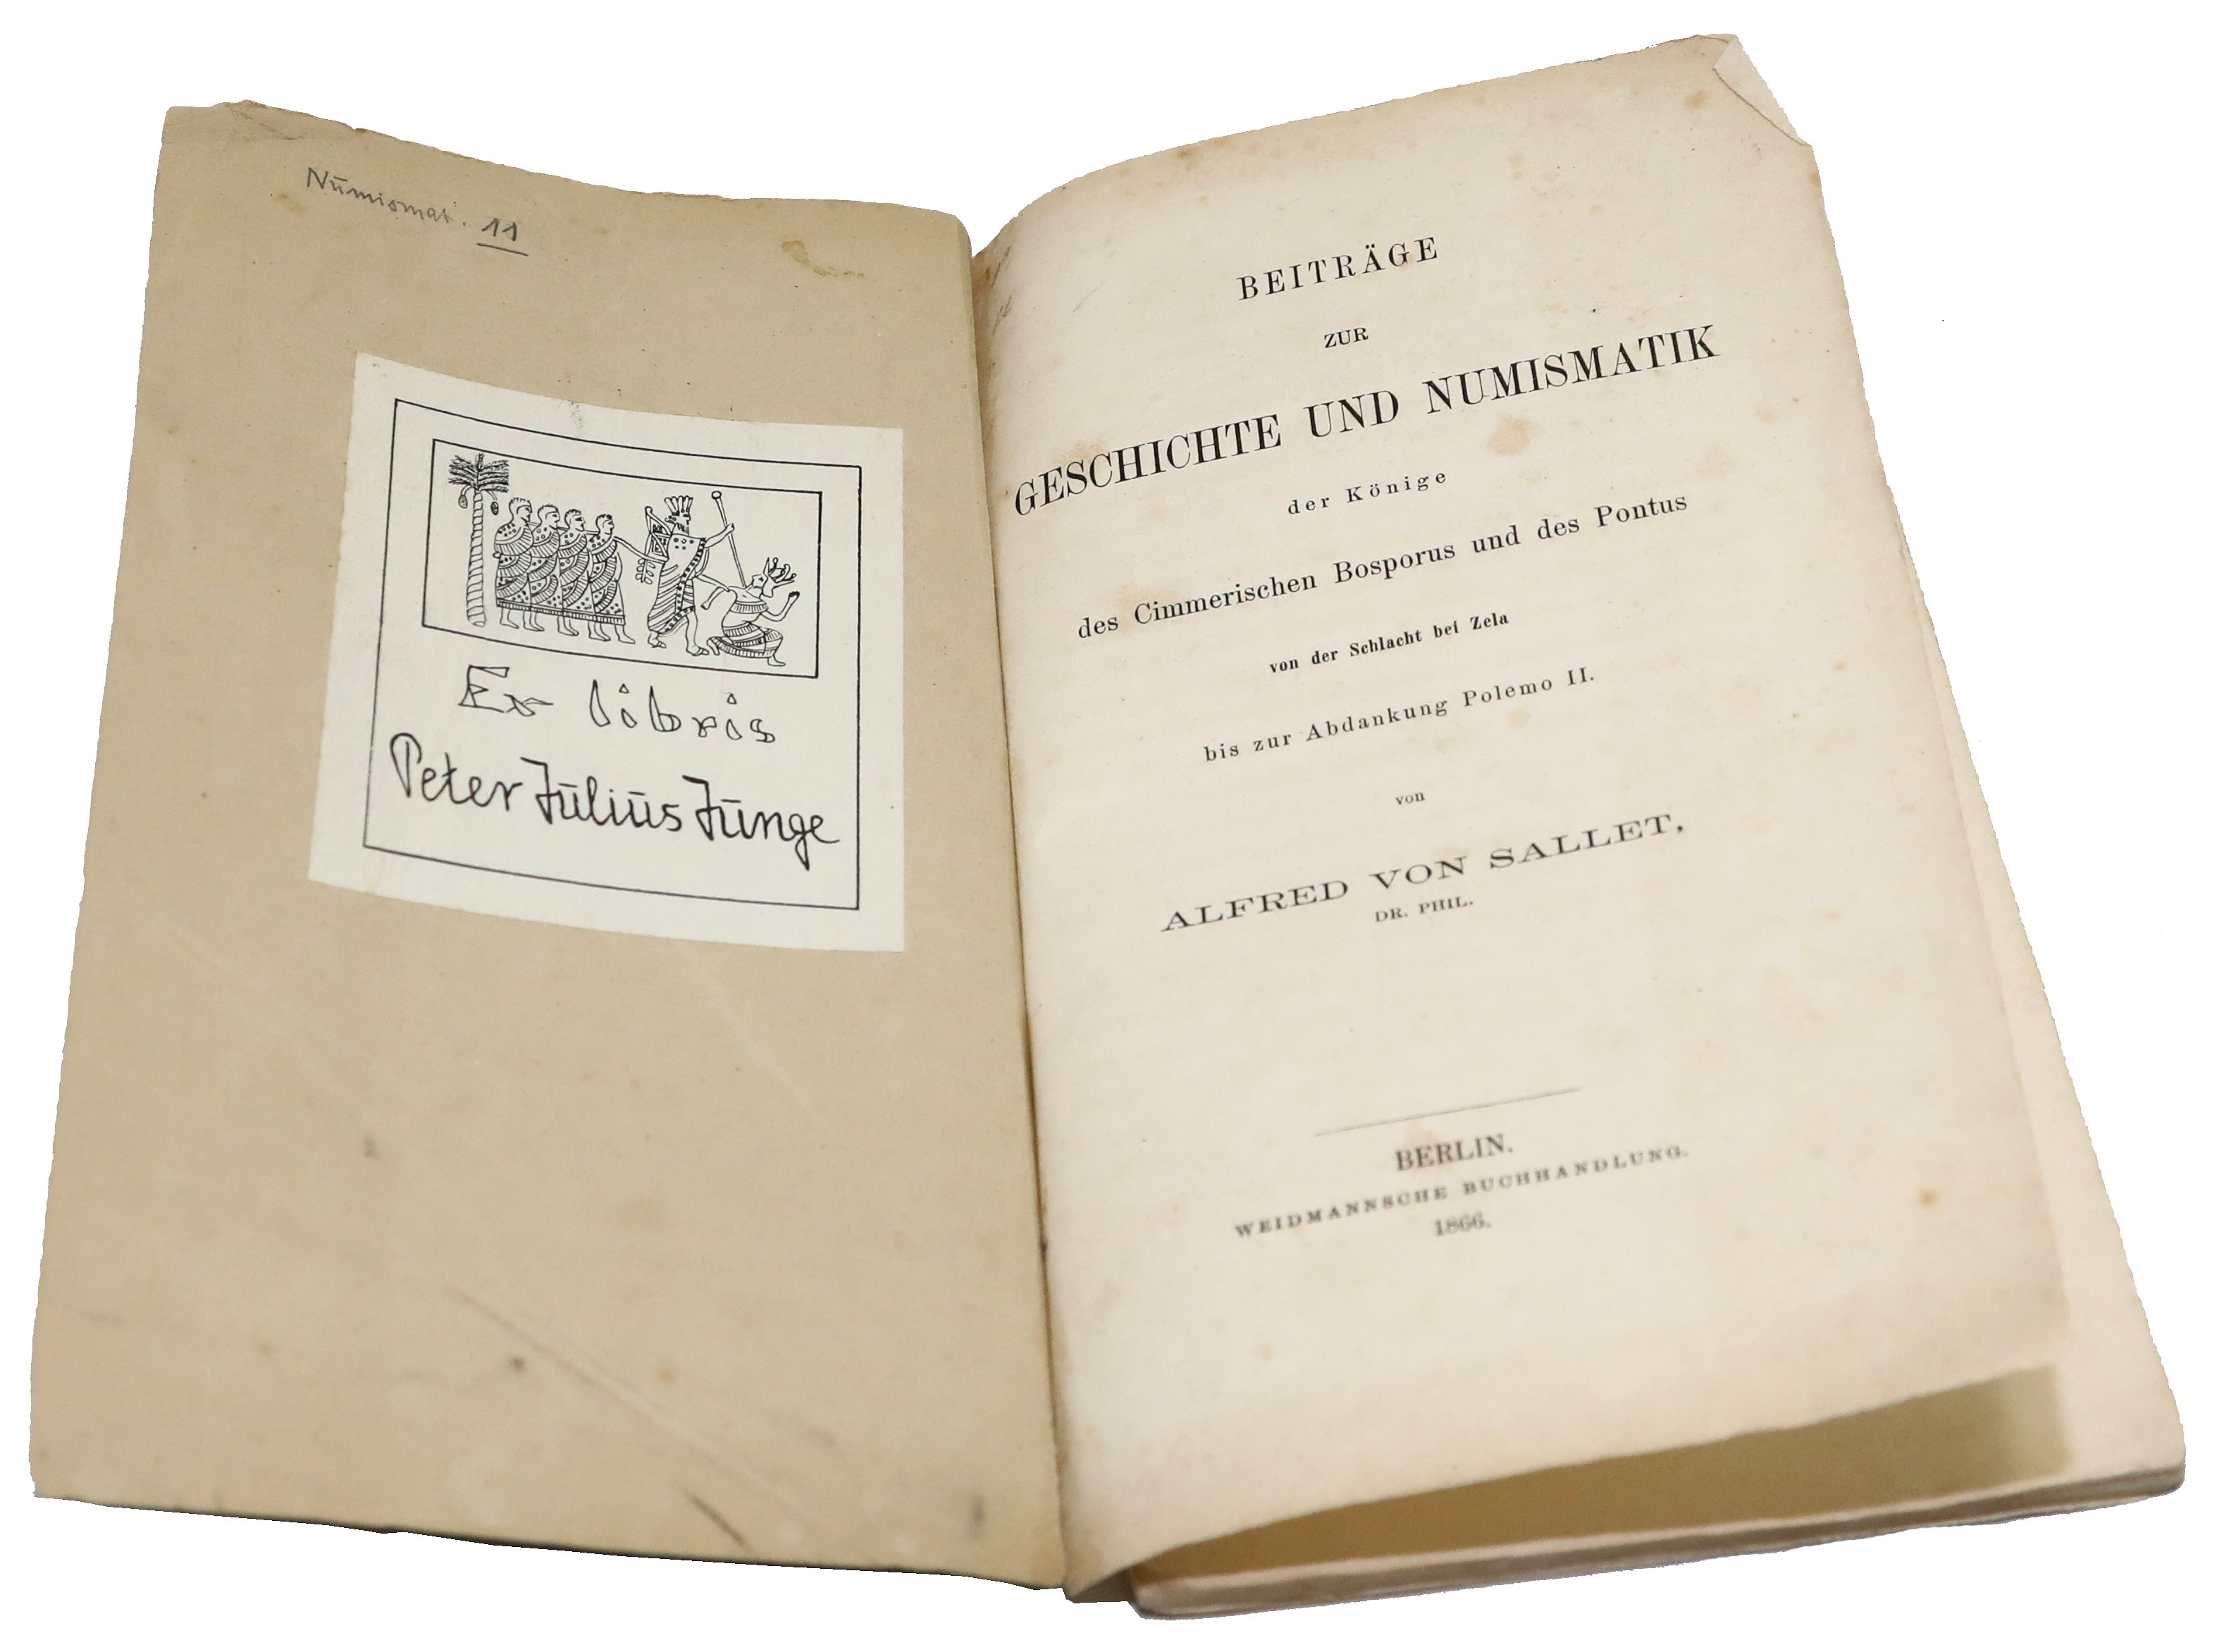 Numismat. 11
Ex libris
Peter Julius Junge
BEITRÄGE
ZUR
GESCHICHTE UND NUMISMATIK
der Könige
des Cimmerischen Bosporus und des Pontus
von der Schlacht bei Zela
bis zur Abdankung Polemo II.
von
ALFRED VON SALLET,
DR. PHIL.
BERLIN.
WEIDMANNSCHE BUCHHANDLUNG.
1866.